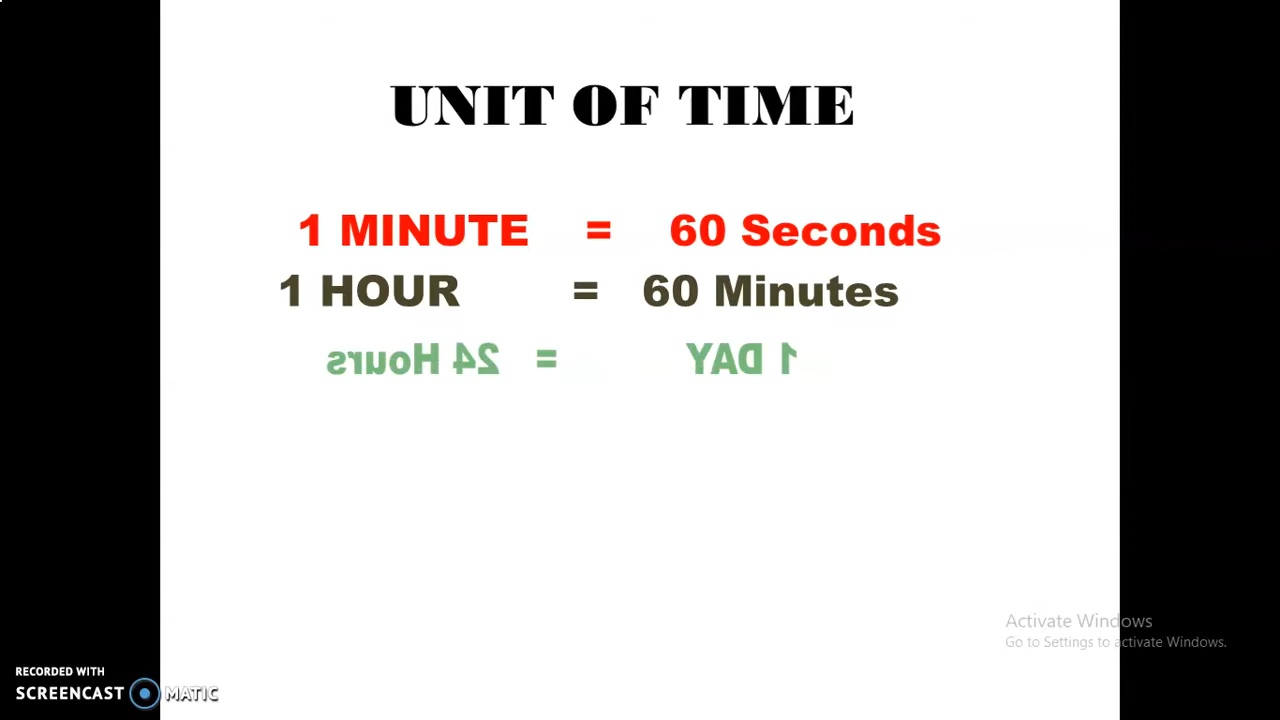 UNIT OF TIME
1 MINUTE = 60 Seconds
1 HOUR = 60 Minutes
1 DAY = 24 Hours
Activate Windows
Go to Settings to activate Windows.
RECORDED WITH
SCREENCAST MATIC